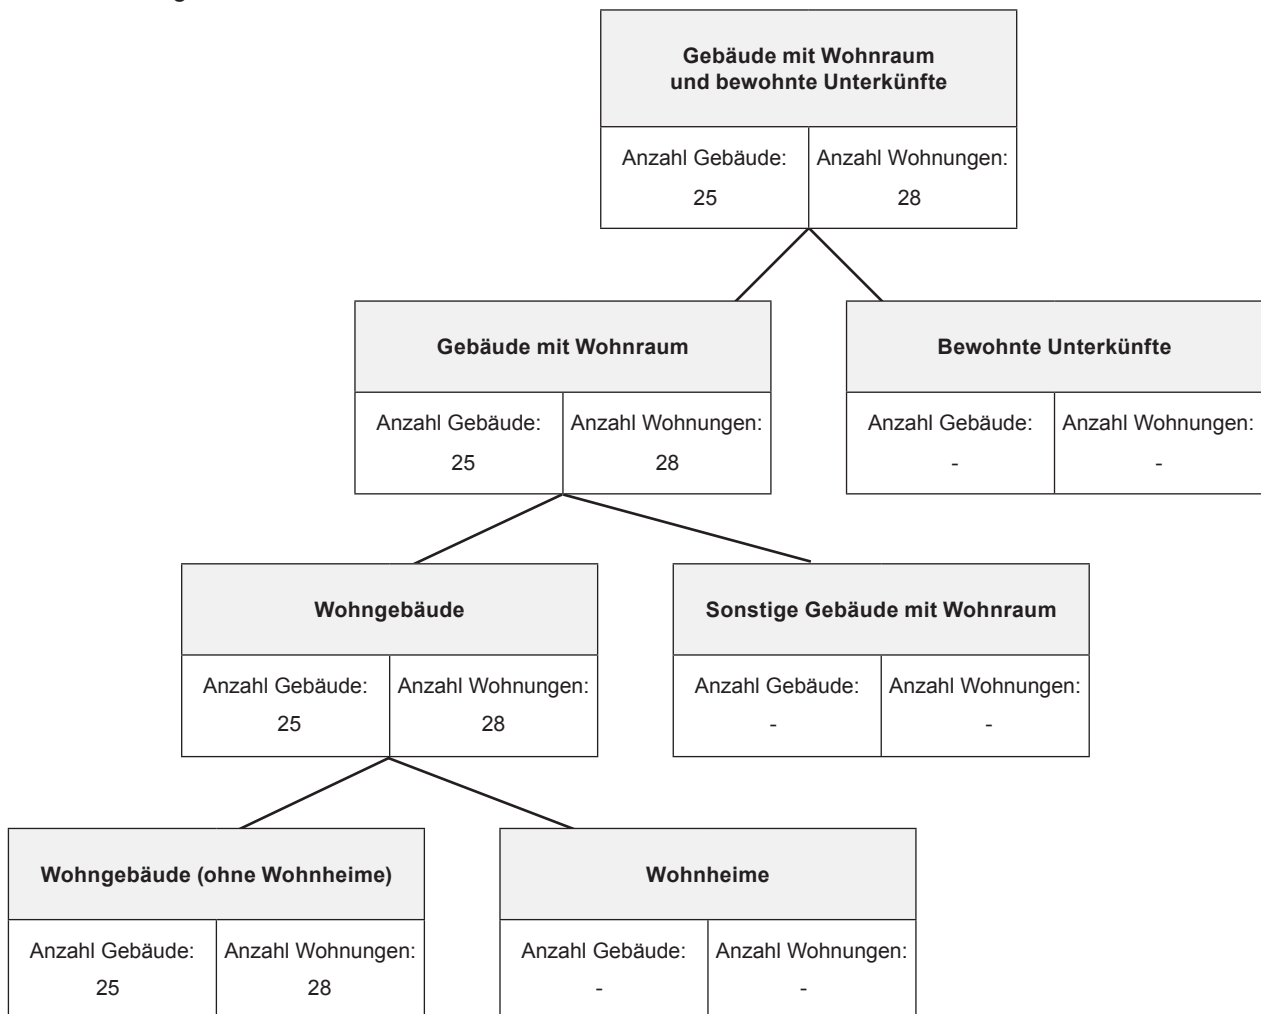 Gebäude mit Wohnraum
und bewohnte Unterkünfte
Anzahl Gebäude: Anzahl Wohnungen:
25 28
Gebäude mit Wohnraum Bewohnte Unterkünfte
Anzahl Gebäude: Anzahl Wohnungen: Anzahl Gebäude: Anzahl Wohnungen:
25 28 - -
Wohngebäude Sonstige Gebäude mit Wohnraum
Anzahl Gebäude: Anzahl Wohnungen: Anzahl Gebäude: Anzahl Wohnungen:
25 28 - -
Wohngebäude (ohne Wohnheime) Wohnheime
Anzahl Gebäude: Anzahl Wohnungen: Anzahl Gebäude: Anzahl Wohnungen:
25 28 - -